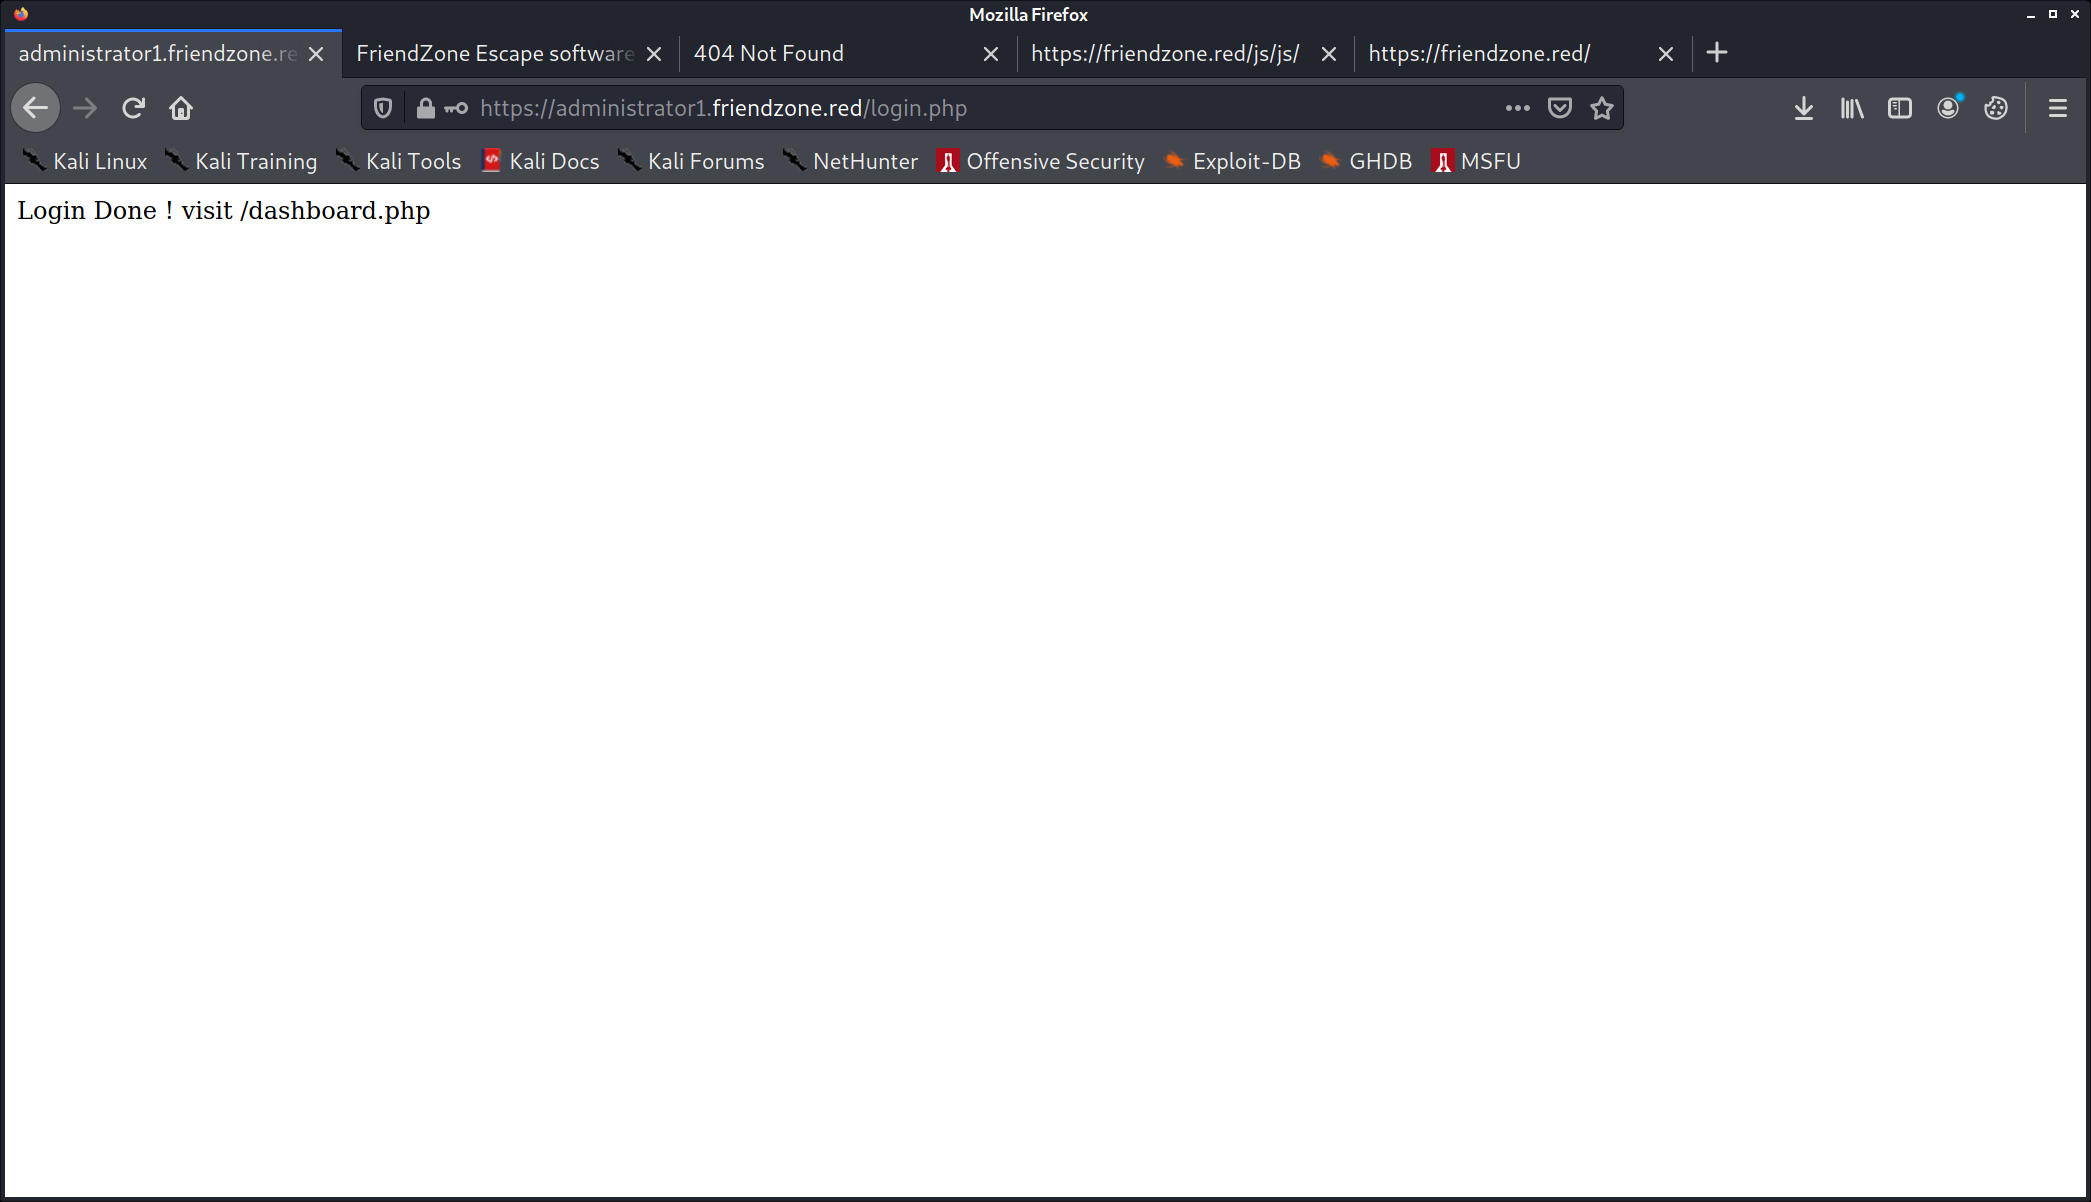 Mozilla Firefox
administrator1.friendzone.re
FriendZone Escape software
404 Not Found
https://friendzone.red/js/js/
https://friendzone.red/
https://administrator1.friendzone.red/login.php
Kali Linux Kali Training Kali Tools Kali Docs Kali Forums NetHunter Offensive Security Exploit-DB GHDB MSFU
Login Done ! visit /dashboard.php